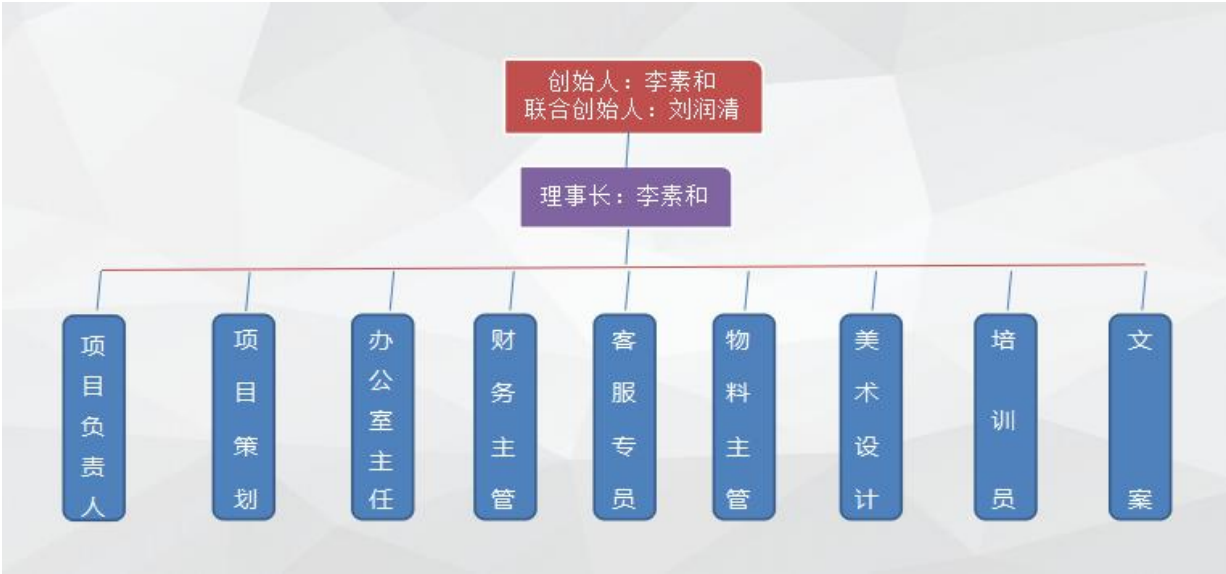 创始人：李素和
联合创始人：刘润清
理事长：李素和
项目负责人
项目策划
办公室主任
财务主管
客服专员
物料主管
美术设计
培训员
文案